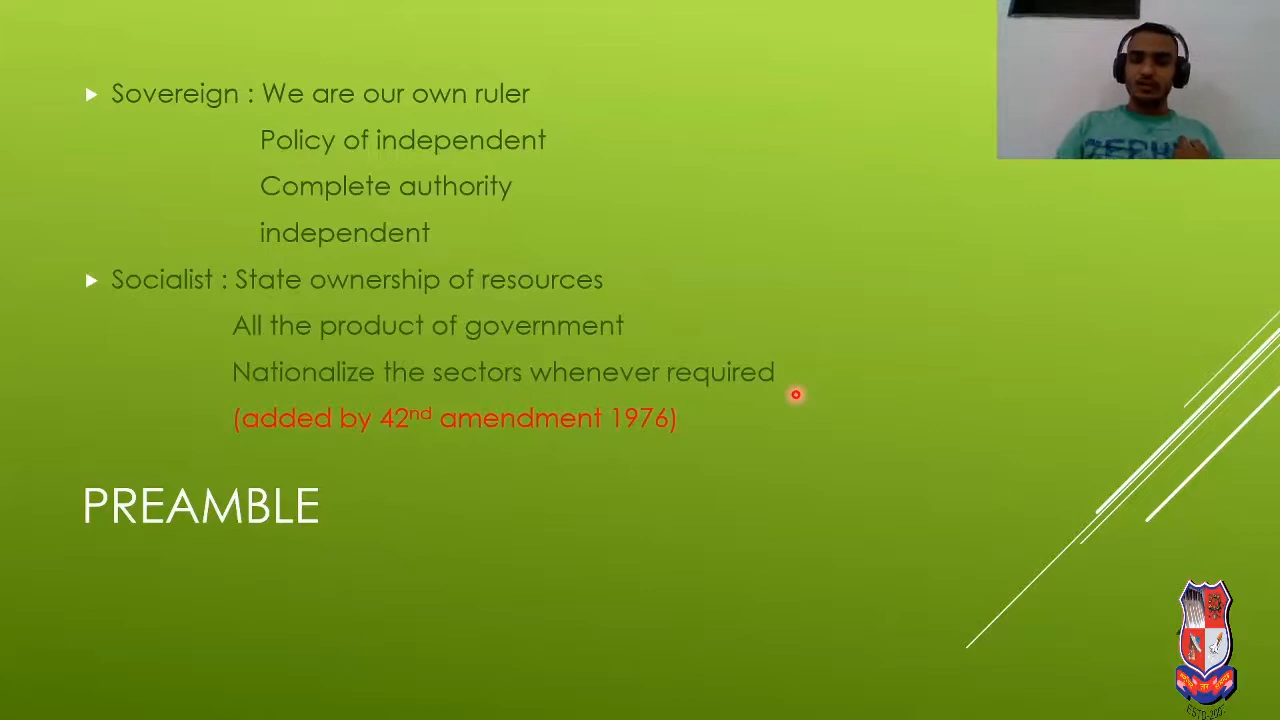 Sovereign : We are our own ruler
Policy of independent
Complete authority
independent
Socialist : State ownership of resources
All the product of government
Nationalize the sectors whenever required
(added by 42nd amendment 1976)
PREAMBLE